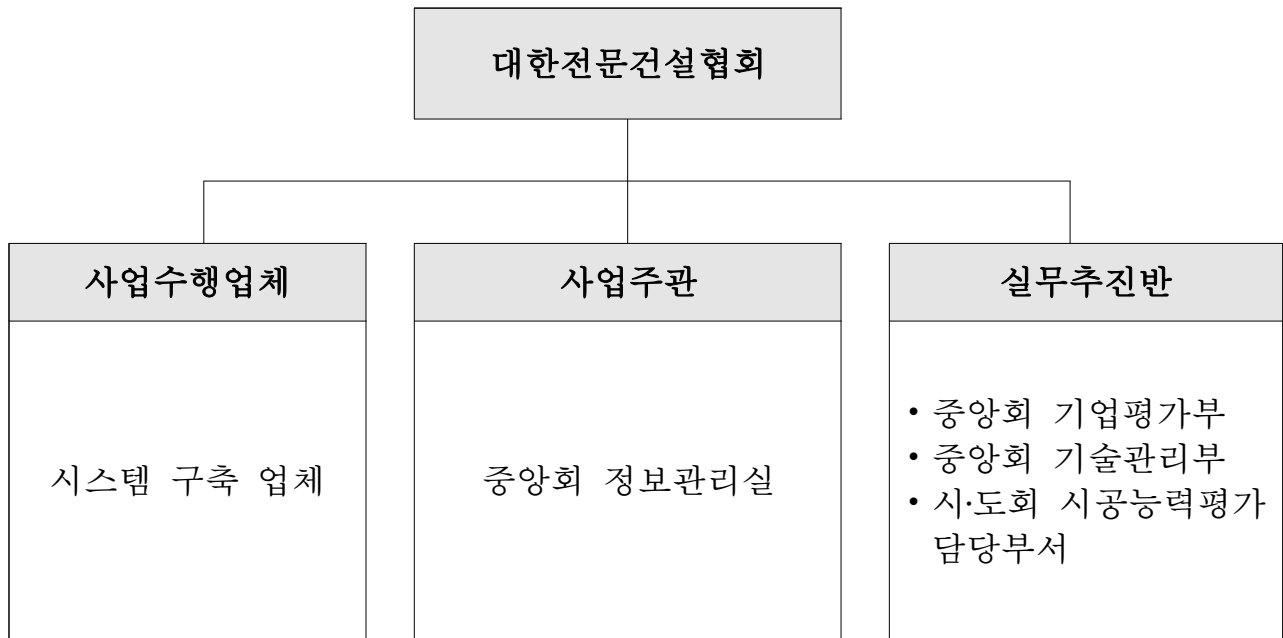 대한전문건설협회
사업수행업체
시스템 구축 업체
사업주관
중앙회 정보관리실
실무추진반
• 중앙회 기업평가부
• 중앙회 기술관리부
• 시·도회 시공능력평가
담당부서